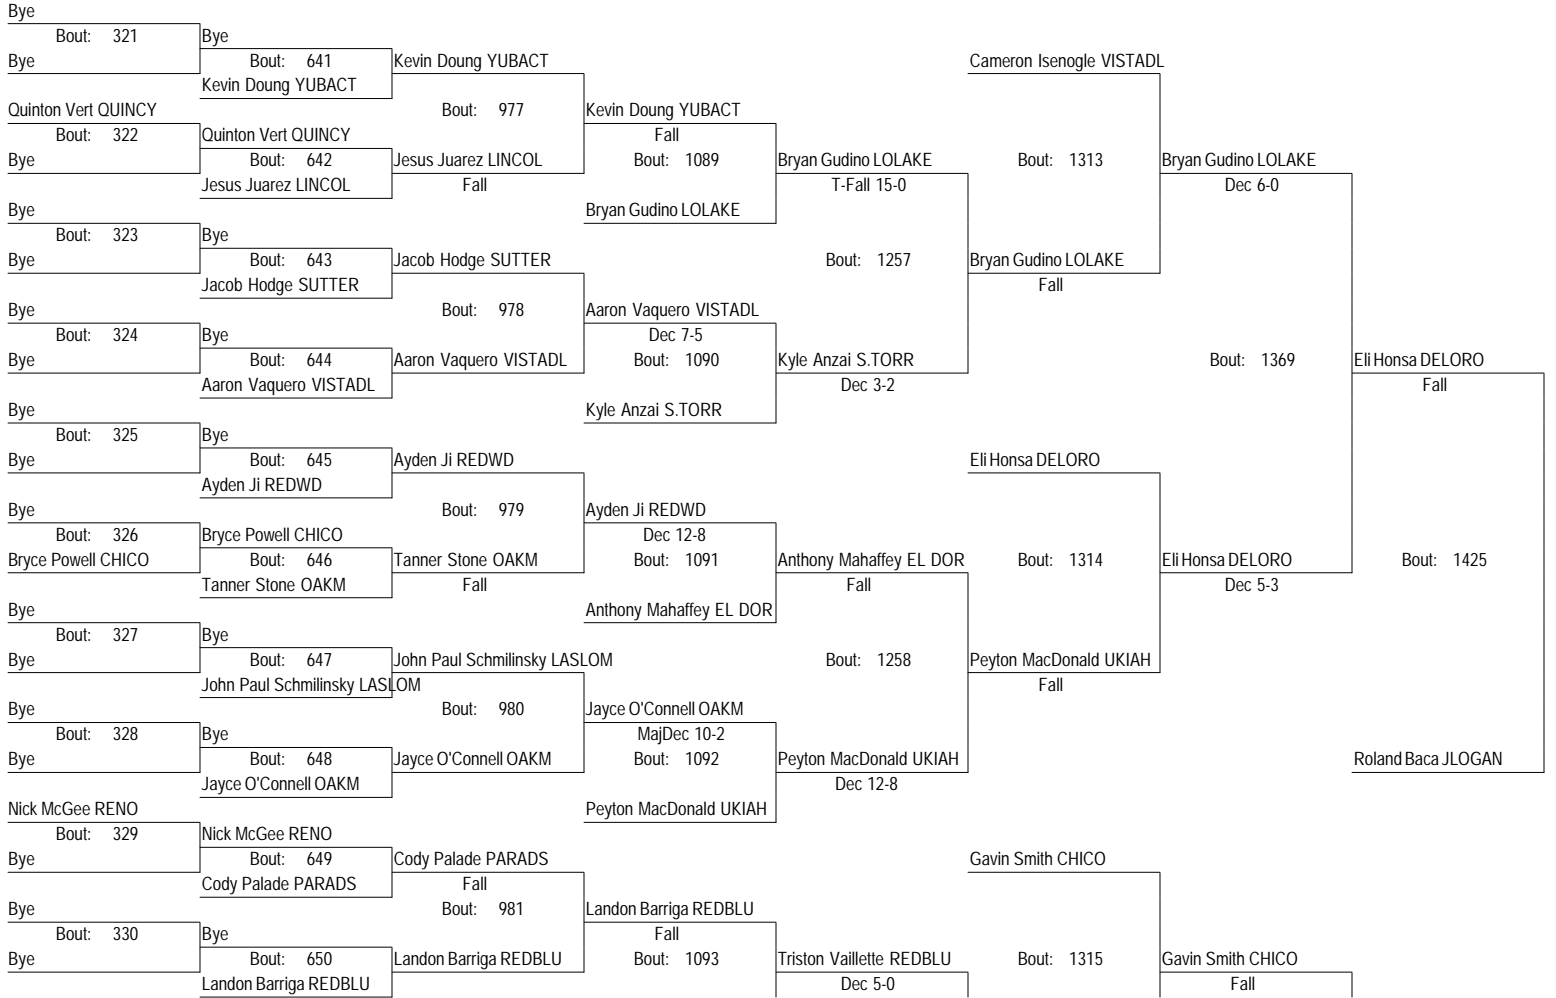 Bye
Bout: 321 Bye
Bye Bout: 641 Kevin Doung YUBACT Cameron Isenogle VISTADL
Kevin Doung YUBACT
Quinton Vert QUINCY Bout: 977 Kevin Doung YUBACT
Bout: 322 Quinton Vert QUINCY Fall
Bye Bout: 642 Jesus Juarez LINCOL Bout: 1089 Bryan Gudino LOLAKE Bout: 1313 Bryan Gudino LOLAKE
Jesus Juarez LINCOL Fall T-Fall 15-0 Dec 6-0
Bye Bryan Gudino LOLAKE
Bout: 323 Bye
Bye Bout: 643 Jacob Hodge SUTTER Bout: 1257 Bryan Gudino LOLAKE
Jacob Hodge SUTTER Fall
Bye Bout: 978 Aaron Vaquero VISTADL
Bout: 324 Bye Dec 7-5
Bye Bout: 644 Aaron Vaquero VISTADL Bout: 1090 Kyle Anzai S.TORR Bout: 1369 Eli Honsa DELORO
Aaron Vaquero VISTADL Dec 3-2 Fall
Bye Kyle Anzai S.TORR
Bout: 325 Bye
Bye Bout: 645 Ayden Ji REDWD Eli Honsa DELORO
Ayden Ji REDWD
Bye Bout: 979 Ayden Ji REDWD
Bout: 326 Bryce Powell CHICO Dec 12-8
Bryce Powell CHICO Bout: 646 Tanner Stone OAKM Bout: 1091 Anthony Mahaffey EL DOR Bout: 1314 Eli Honsa DELORO Bout: 1425
Tanner Stone OAKM Fall Fall Dec 5-3
Bye Anthony Mahaffey EL DOR
Bout: 327 Bye
Bye Bout: 647 John Paul Schmilinsky LASLOM Bout: 1258 Peyton MacDonald UKIAH
John Paul Schmilinsky LASLOM Fall
Bye Bout: 980 Jayce O'Connell OAKM
Bout: 328 Bye MajDec 10-2
Bye Bout: 648 Jayce O'Connell OAKM Bout: 1092 Peyton MacDonald UKIAH Roland Baca JLOGAN
Jayce O'Connell OAKM Dec 12-8
Nick McGee RENO Peyton MacDonald UKIAH
Bout: 329 Nick McGee RENO
Bye Bout: 649 Cody Palade PARADS Gavin Smith CHICO
Cody Palade PARADS Fall
Bye Bout: 981 Landon Barriga REDBLU
Bout: 330 Bye Fall
Bye Bout: 650 Landon Barriga REDBLU Bout: 1093 Triston Vaillette REDBLU Bout: 1315 Gavin Smith CHICO
Landon Barriga REDBLU Dec 5-0 Fall